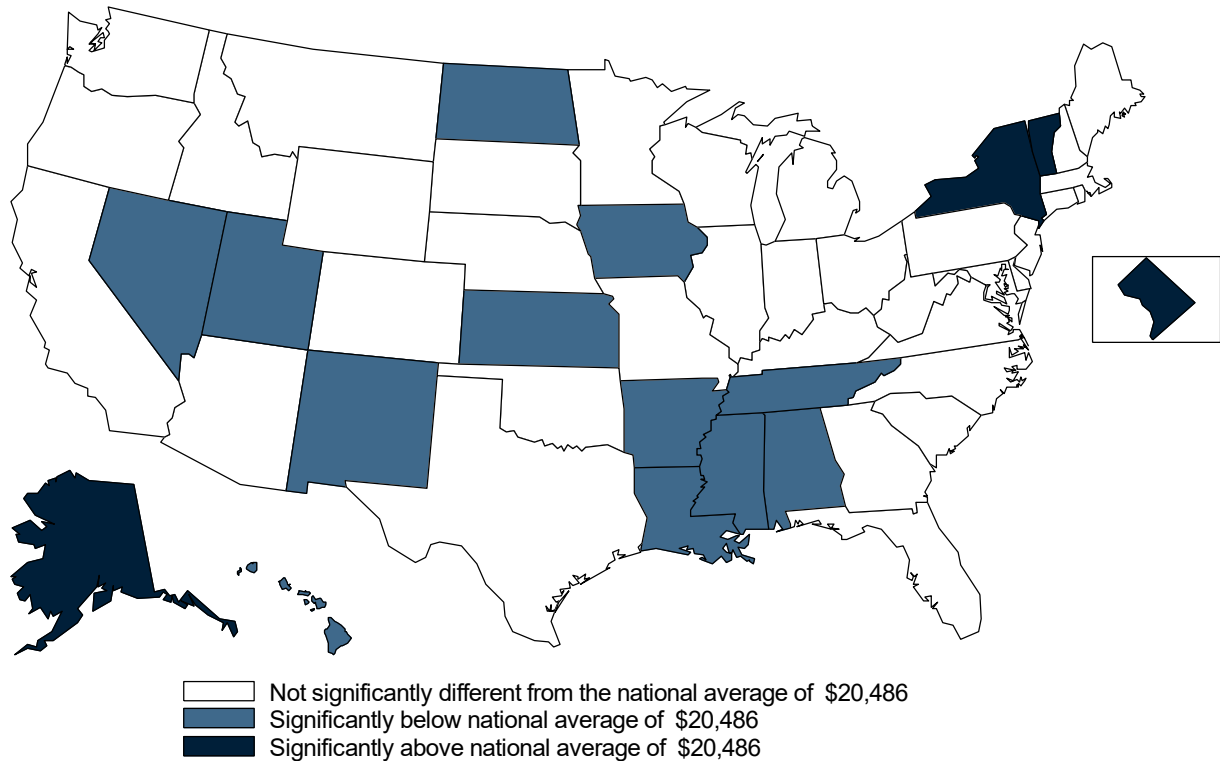 Not significantly different from the national average of $20,486
Significantly below national average of $20,486
Significantly above national average of $20,486